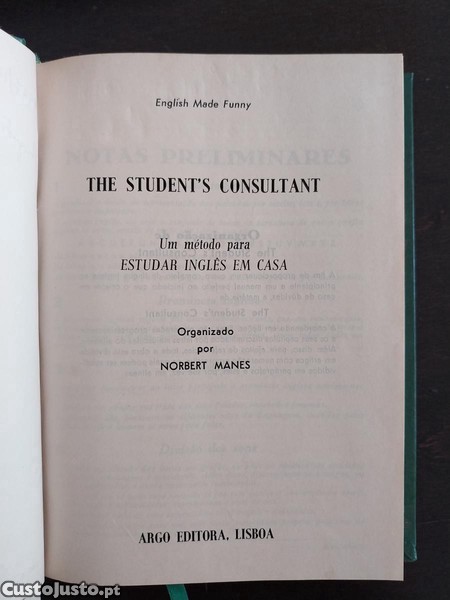 English Made Funny
THE STUDENT'S CONSULTANT
Um método para
ESTUDAR INGLÊS EM CASA
Organizado
por
NORBERT MANES
ARGO EDITORA, LISBOA
CustoJusto.pt